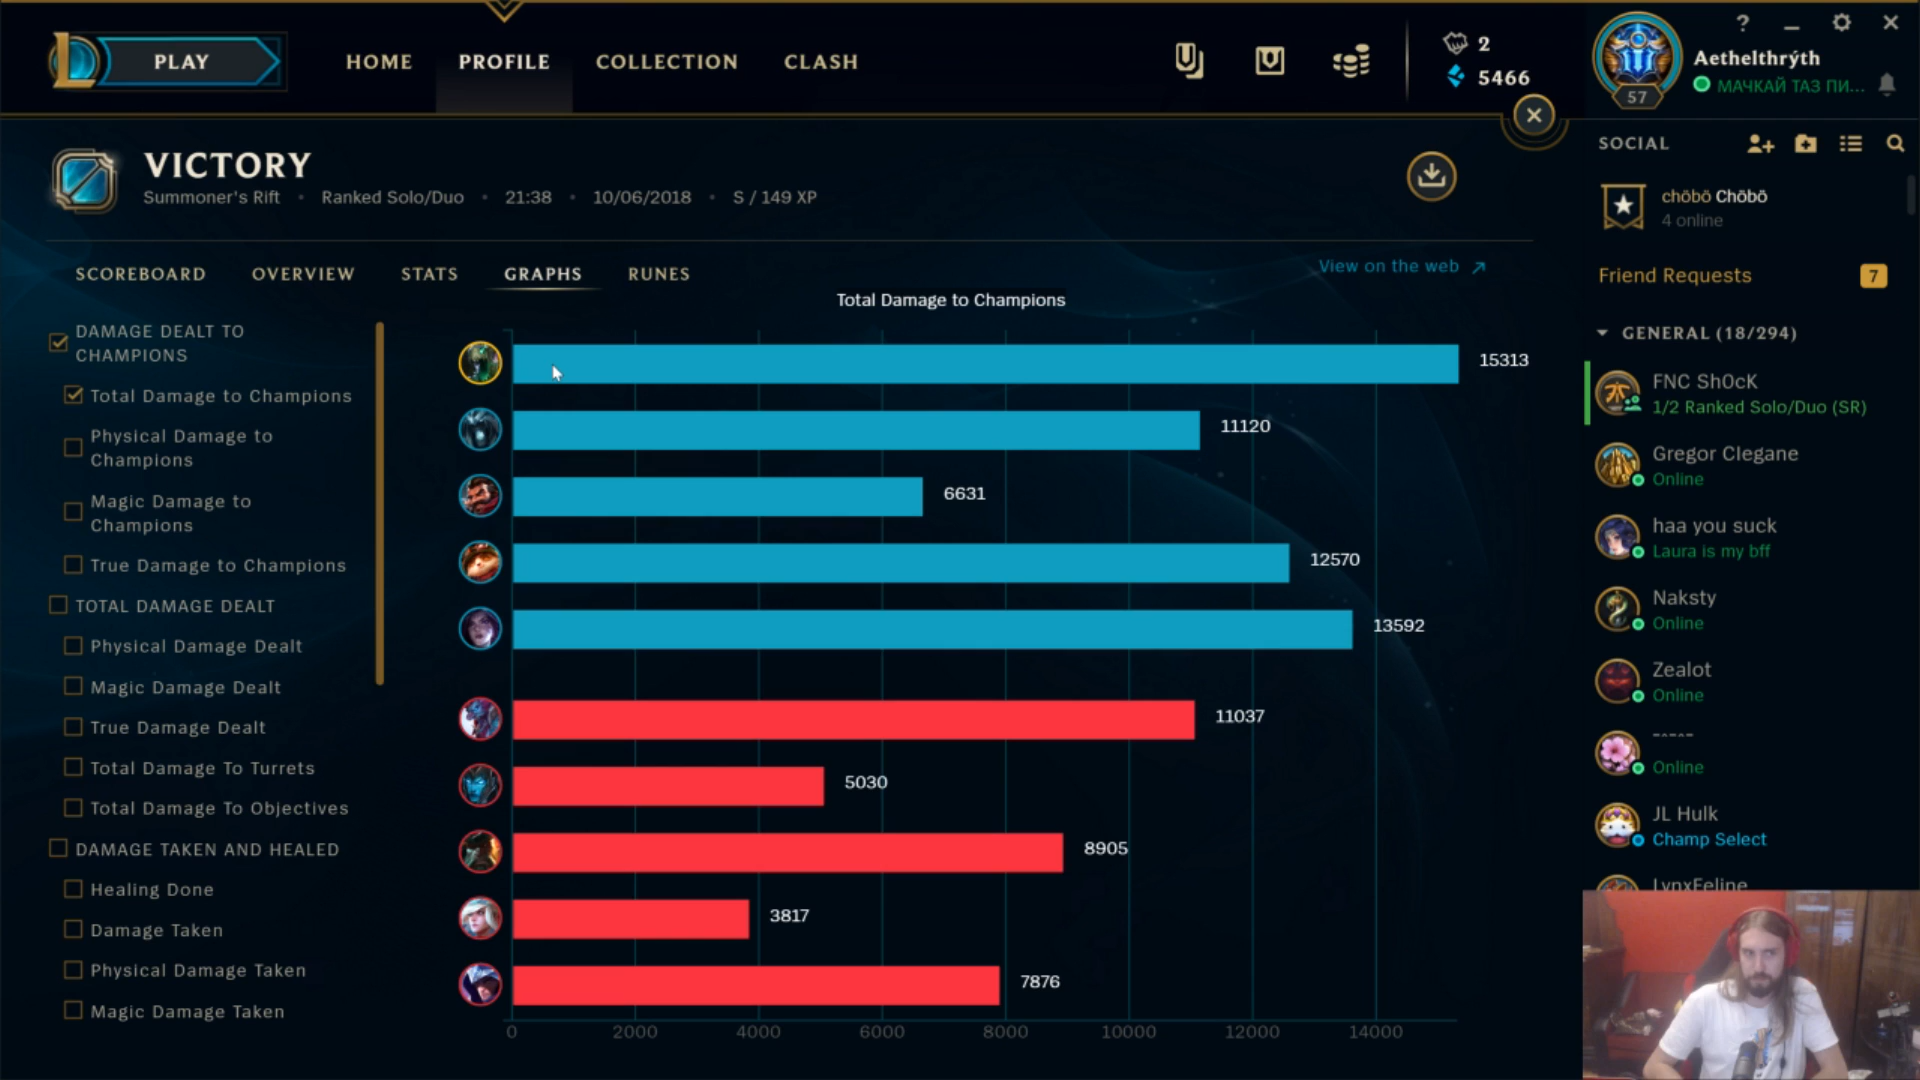 PLAY
HOME
PROFILE
COLLECTION
CLASH
2
5466
?
57
Aethelthrýth
МАЧКАЙ ТАЗ ПИ...
VICTORY
Summoner's Rift • Ranked Solo/Duo • 21:38 • 10/06/2018 • S / 149 XP
SCOREBOARD
OVERVIEW
STATS
GRAPHS
RUNES
View on the web
DAMAGE DEALT TO
CHAMPIONS
Total Damage to Champions
Physical Damage to
Champions
Magic Damage to
Champions
True Damage to Champions
TOTAL DAMAGE DEALT
Physical Damage Dealt
Magic Damage Dealt
True Damage Dealt
Total Damage To Turrets
Total Damage To Objectives
DAMAGE TAKEN AND HEALED
Healing Done
Damage Taken
Physical Damage Taken
Magic Damage Taken
Total Damage to Champions
15313
11120
6631
12570
13592
11037
5030
8905
3817
7876
0 2000 4000 6000 8000 10000 12000 14000
SOCIAL
chōbō Chōbō
4 online
Friend Requests
7
GENERAL (18/294)
FNC Sh0cK
1/2 Ranked Solo/Duo (SR)
Gregor Clegane
Online
haa you suck
Laura is my bff
Naksty
Online
Zealot
Online
Online
JL Hulk
Champ Select
LynxFeline